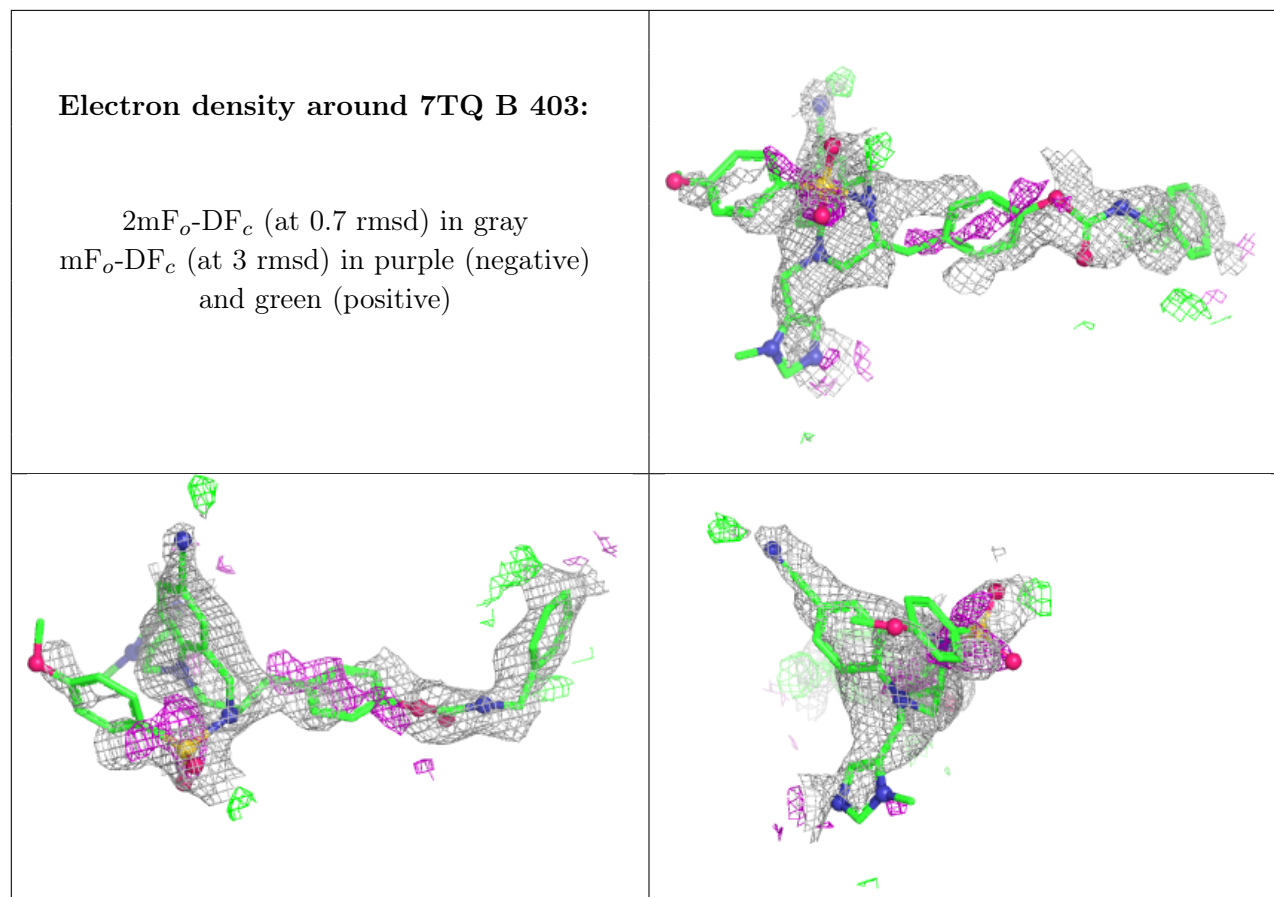 Electron density around 7TQ B 403:
2mFo-DFc (at 0.7 rmsd) in gray
mFo-DFc (at 3 rmsd) in purple (negative)
and green (positive)